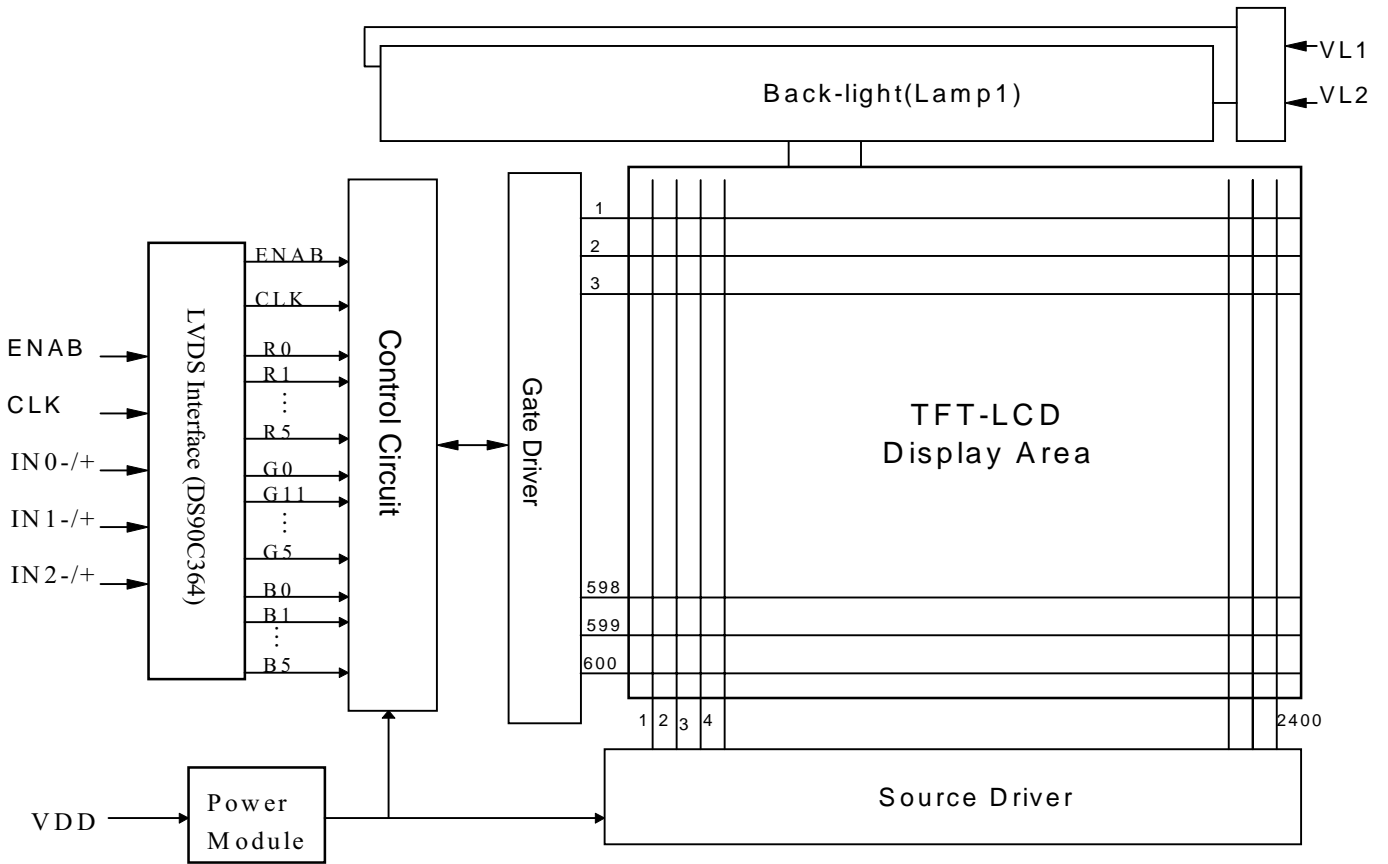 VL1
VL2
Back-light(Lamp1)
ENAB
CLK
IN0-/+
IN1-/+
IN2-/+
LVDS Interface (DS90C364)
ENAB
CLK
R0
R1
⋮
R5
G0
G11
⋮
G5
B0
B1
⋮
B5
Control Circuit
Gate Driver
1
2
3
598
599
600
TFT-LCD
Display Area
1 2 3 4 2400
Source Driver
VDD
Power
Module